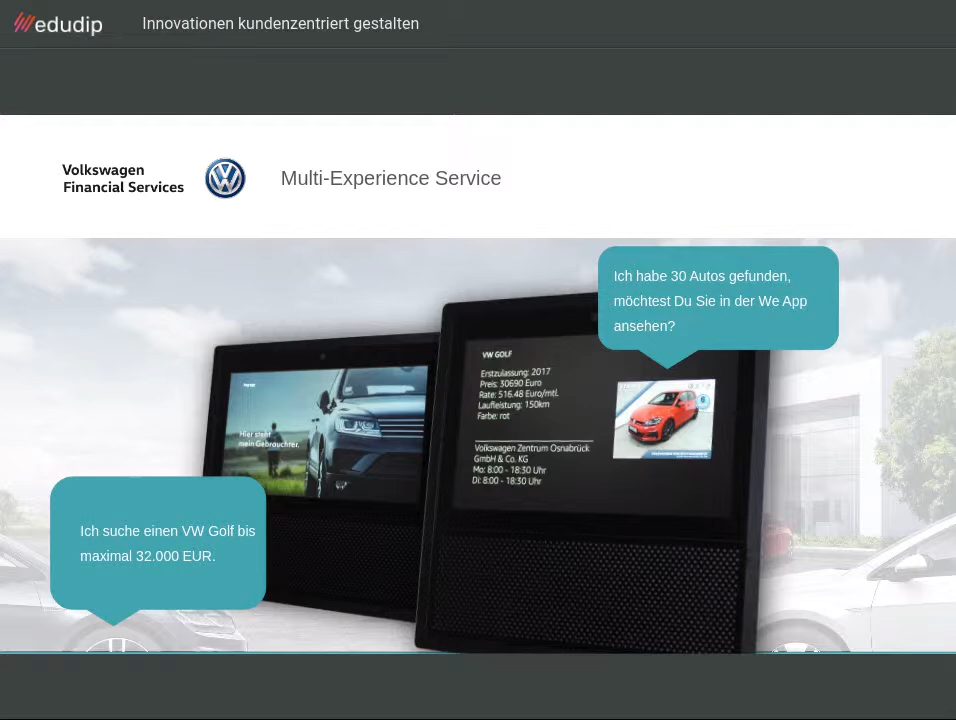 edudip
Innovationen kundenzentriert gestalten
Volkswagen
Financial Services
Multi-Experience Service
Ich habe 30 Autos gefunden,
möchtest Du Sie in der We App
ansehen?
VW GOLF
Erstzulassung: 2017
Preis: 30690 Euro
Rate: 516.48 Euro/mtl.
Laufleistung: 150km
Farbe: rot
Volkswagen Zentrum Osnabrück
GmbH & Co. KG
Mo: 8:00 - 18:30 Uhr
Di: 8:00 - 18:30 Uhr
Hier steht
mein Gebrauchter.
Ich suche einen VW Golf bis
maximal 32.000 EUR.